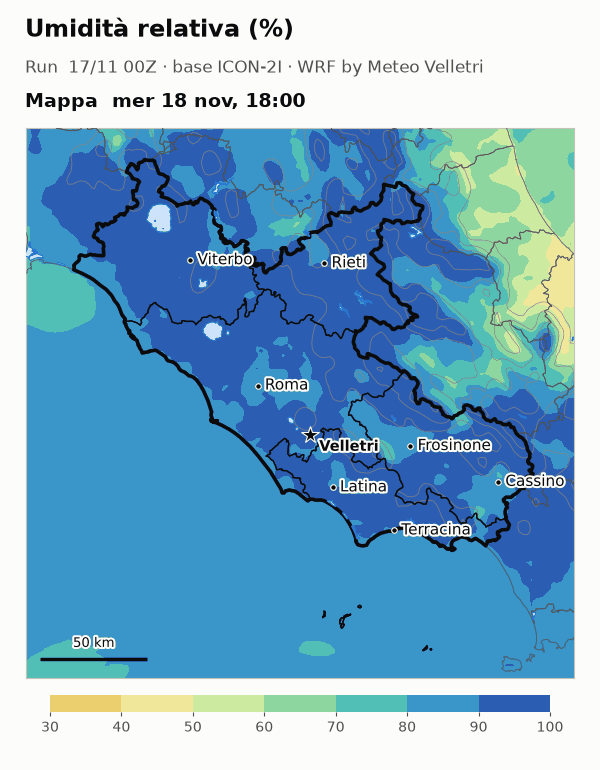 Umidità relativa (%)
Run  17/11 00Z · base ICON-2I · WRF by Meteo Velletri
Mappa  mer 18 nov, 18:00
Viterbo
Rieti
Roma
Velletri
Frosinone
Cassino
Latina
Terracina
50 km
30 40 50 60 70 80 90 100